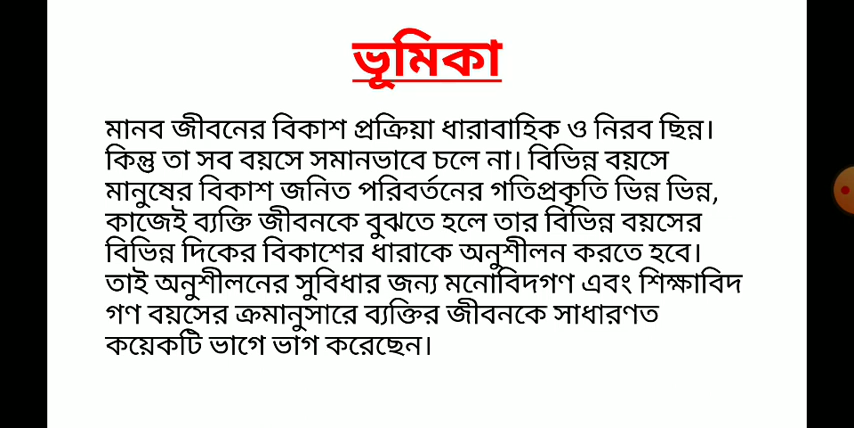 ভূমিকা
মানব জীবনের বিকাশ প্রক্রিয়া ধারাবাহিক ও নিরব ছিন্ন।
কিন্তু তা সব বয়সে সমানভাবে চলে না। বিভিন্ন বয়সে
মানুষের বিকাশ জনিত পরিবর্তনের গতিপ্রকৃতি ভিন্ন ভিন্ন,
কাজেই ব্যক্তি জীবনকে বুঝতে হলে তার বিভিন্ন বয়সের
বিভিন্ন দিকের বিকাশের ধারাকে অনুশীলন করতে হবে।
তাই অনুশীলনের সুবিধার জন্য মনোবিদগণ এবং শিক্ষাবিদ
গণ বয়সের ক্রমানুসারে ব্যক্তির জীবনকে সাধারণত
কয়েকটি ভাগে ভাগ করেছেন।